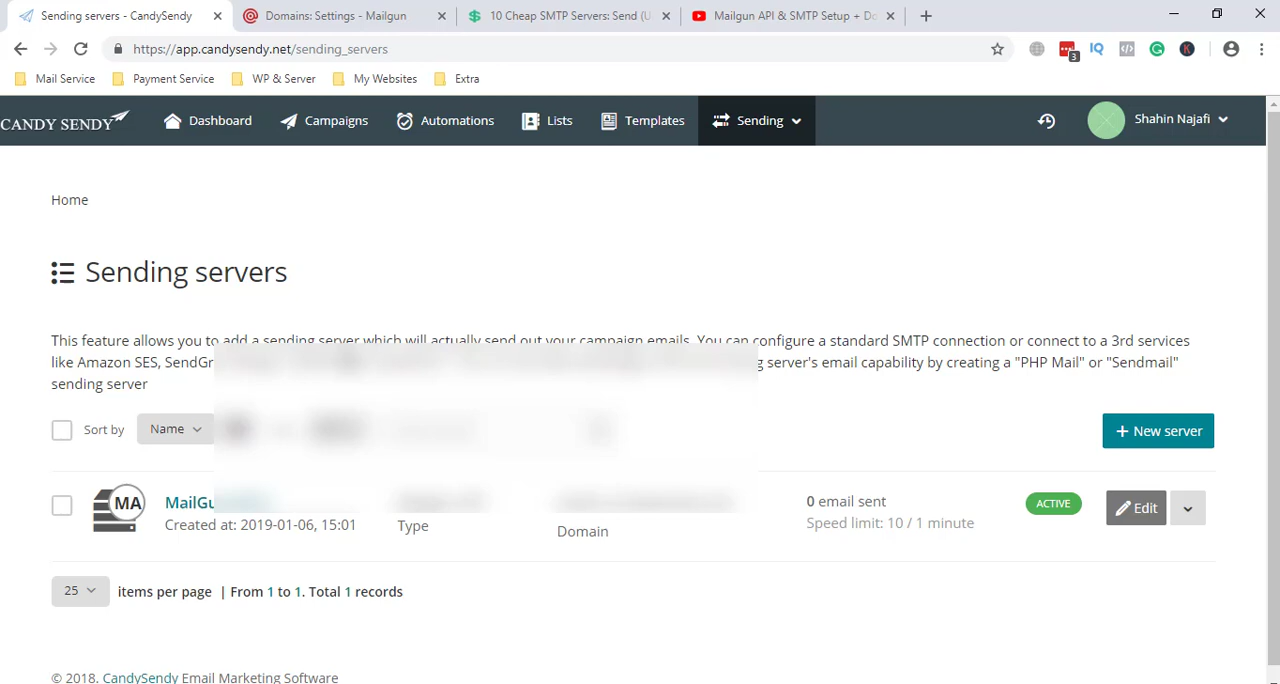 Sending servers - CandySendy
Domains: Settings - Mailgun
10 Cheap SMTP Servers: Send (U
Mailgun API & SMTP Setup + Do
https://app.candysendy.net/sending_servers
3
IQ
K
Mail Service
Payment Service
WP & Server
My Websites
Extra
CANDY SENDY
Dashboard
Campaigns
Automations
Lists
Templates
Sending
Shahin Najafi
Home
Sending servers
This feature allows you to add a sending server which will actually send out your campaign emails. You can configure a standard SMTP connection or connect to a 3rd services
like Amazon SES, SendGr
g server's email capability by creating a "PHP Mail" or "Sendmail"
sending server
Sort by
Name
+ New server
MA
MailGu
Created at: 2019-01-06, 15:01
Type
Domain
0 email sent
Speed limit: 10 / 1 minute
ACTIVE
Edit
25
items per page | From 1 to 1. Total 1 records
© 2018. CandySendy Email Marketing Software